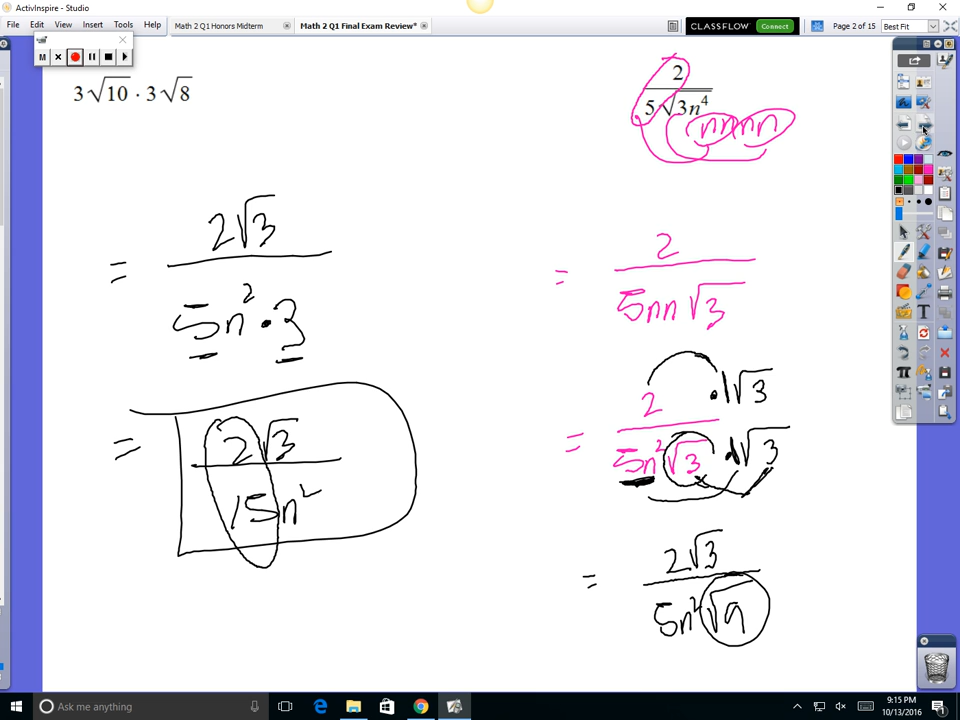 ActivInspire - Studio
File Edit View Insert Tools Help
Math 2 Q1 Honors Midterm
Math 2 Q1 Final Exam Review*
CLASSFLOW
Connect
Page 2 of 15
Best Fit
M
3√10 · 3√8
2
5√3n⁴
nnnn
= 2√3
5n² · 3
= 2√3
15n²
= 2
5nn√3
= 2 · 1√3
5n²√3 · 1√3
= 2√3
5n²√9
Ask me anything
9:15 PM
10/13/2016